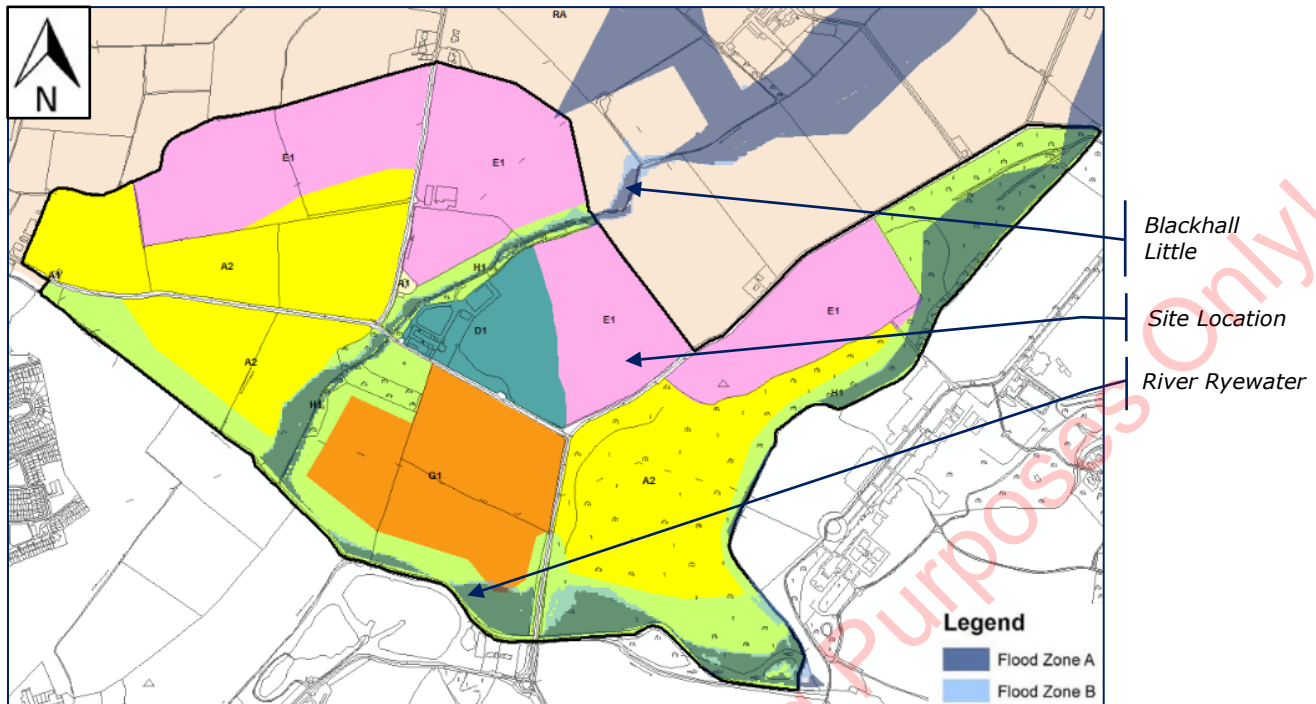 N
RA
E1
E1
A2
A1
H1
A1
D1
E1
E1
A2
H1
H1
G1
A2
Blackhall
Little
Site Location
River Ryewater
Legend
Flood Zone A
Flood Zone B
Purposes Only!